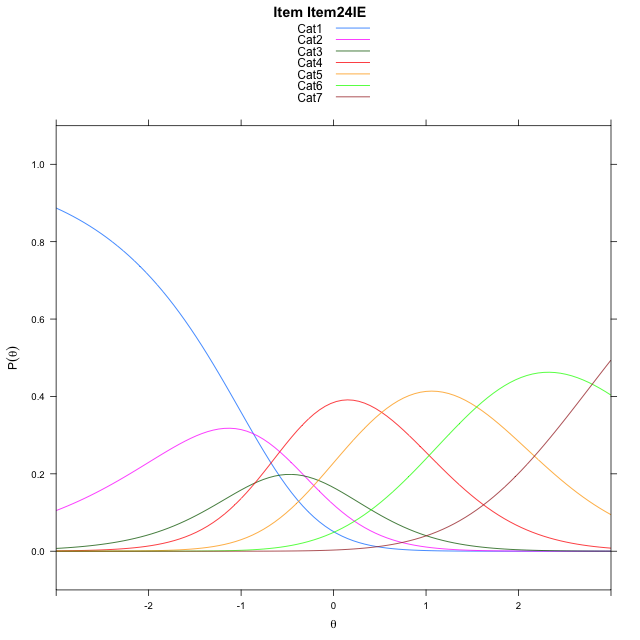 Item Item24IE
Cat1
Cat2
Cat3
Cat4
Cat5
Cat6
Cat7
1.0
0.8
0.6
0.4
0.2
0.0
P(θ)
-2 -1 0 1 2
θ